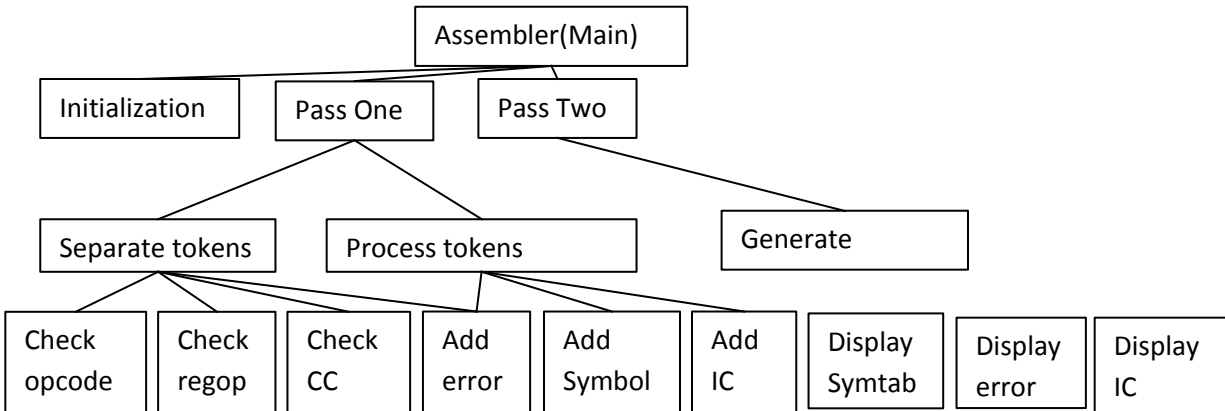 Assembler(Main)
Initialization
Pass One
Pass Two
Separate tokens
Process tokens
Generate
Check
opcode
Check
regop
Check
CC
Add
error
Add
Symbol
Add
IC
Display
Symtab
Display
error
Display
IC